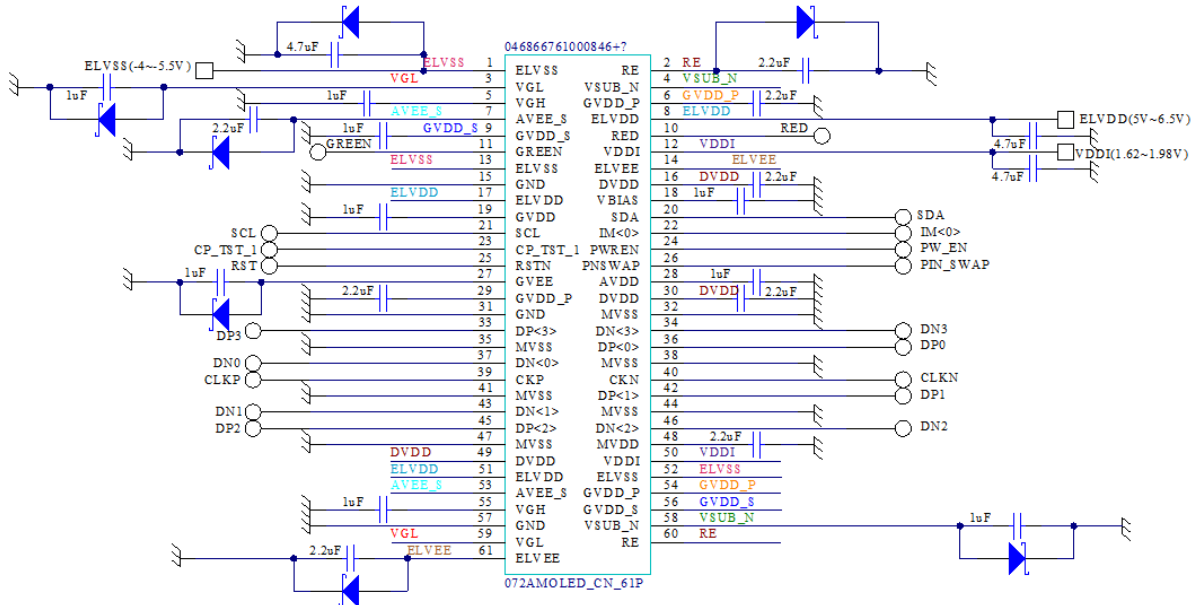 046866761000846+?
4.7uF
2.2uF
ELVSS(-4~-5.5V)
ELVSS 1 ELVSS RE 2 RE
VGL 3 VGL VSUB_N 4 VSUB_N
1uF 1uF 5 VGH GVDD_P 6 GVDD_P 2.2uF
AVEE_S 7 AVEE_S ELVDD 8 ELVDD ELVDD(5V~6.5V)
2.2uF 1uF GVDD_S 9 GVDD_S RED 10 RED 4.7uF
GREEN 11 GREEN VDDI 12 VDDI VDDI(1.62~1.98V)
ELVSS 13 ELVSS ELVEE 14 ELVEE
15 GND DVDD 16 DVDD 2.2uF 4.7uF
ELVDD 17 ELVDD VBIAS 18 1uF
1uF 19 GVDD SDA 20 SDA
SCL 21 SCL IM<0> 22 IM<0>
CP_TST_1 23 CP_TST_1 PWREN 24 PW_EN
RST 25 RSTN PNSWAP 26 PIN_SWAP
1uF 27 GVEE AVDD 28 1uF
2.2uF 29 GVDD_P DVDD 30 DVDD 2.2uF
31 GND MVSS 32
DP3 33 DP<3> DN<3> 34 DN3
35 MVSS DP<0> 36 DP0
DN0 37 DN<0> MVSS 38
CLKP 39 CKP CKN 40 CLKN
41 MVSS DP<1> 42 DP1
DN1 43 DN<1> MVSS 44
DP2 45 DP<2> DN<2> 46 DN2
47 MVSS MVDD 48 2.2uF
DVDD 49 DVDD VDDI 50 VDDI
ELVDD 51 ELVDD ELVSS 52 ELVSS
AVEE_S 53 AVEE_S GVDD_P 54 GVDD_P
1uF 55 VGH GVDD_S 56 GVDD_S
57 GND VSUB_N 58 VSUB_N 1uF
VGL 59 VGL RE 60 RE
2.2uF ELVEE 61 ELVEE
072AMOLED_CN_61P